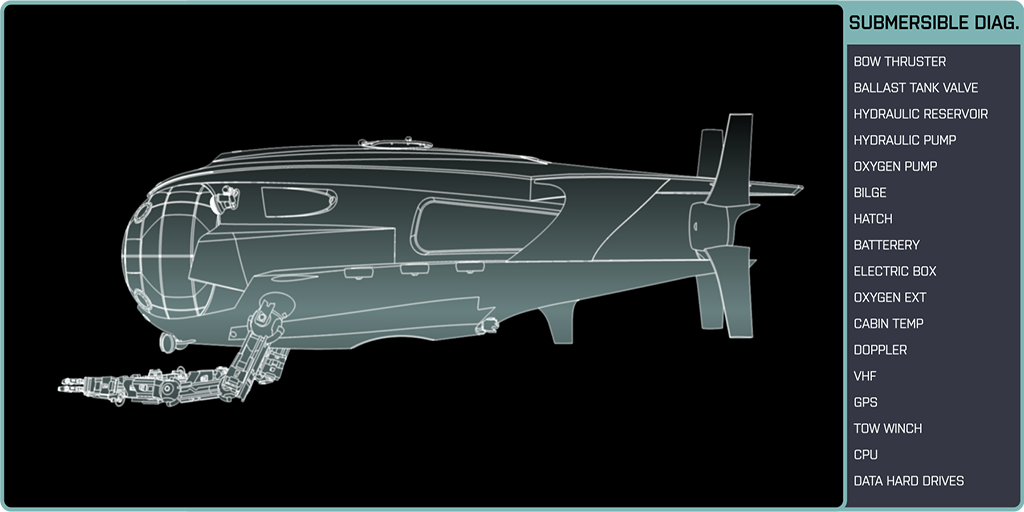 SUBMERSIBLE DIAG.
BOW THRUSTER
BALLAST TANK VALVE
HYDRAULIC RESERVOIR
HYDRAULIC PUMP
OXYGEN PUMP
BILGE
HATCH
BATTERERY
ELECTRIC BOX
OXYGEN EXT
CABIN TEMP
DOPPLER
VHF
GPS
TOW WINCH
CPU
DATA HARD DRIVES